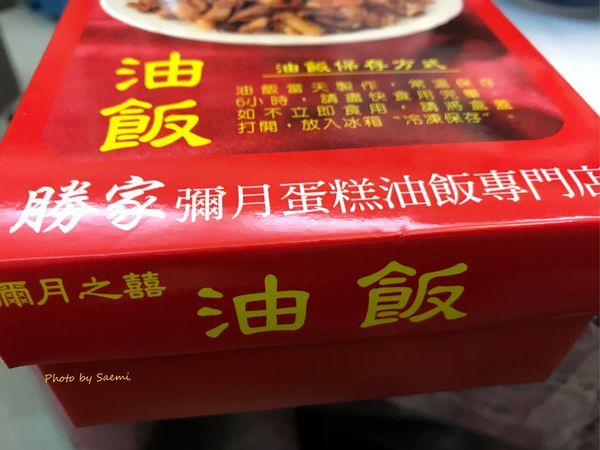 油飯
油飯保存方式
油飯當天製作，常溫保存
6小時，請盡快食用完畢。
如不立即食用，請將盒蓋
打開，放入冰箱“冷凍保存”。
勝家彌月蛋糕油飯專門店
彌月之囍
油飯
Photo by Saemi